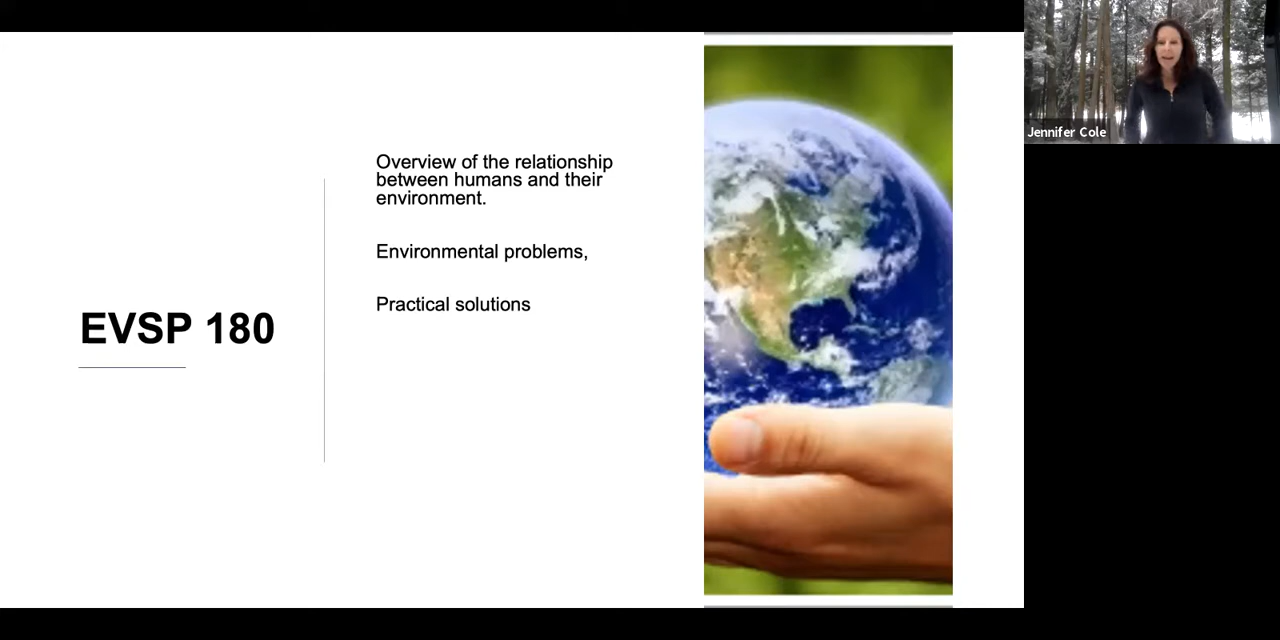 EVSP 180
Overview of the relationship
between humans and their
environment.
Environmental problems,
Practical solutions
Jennifer Cole